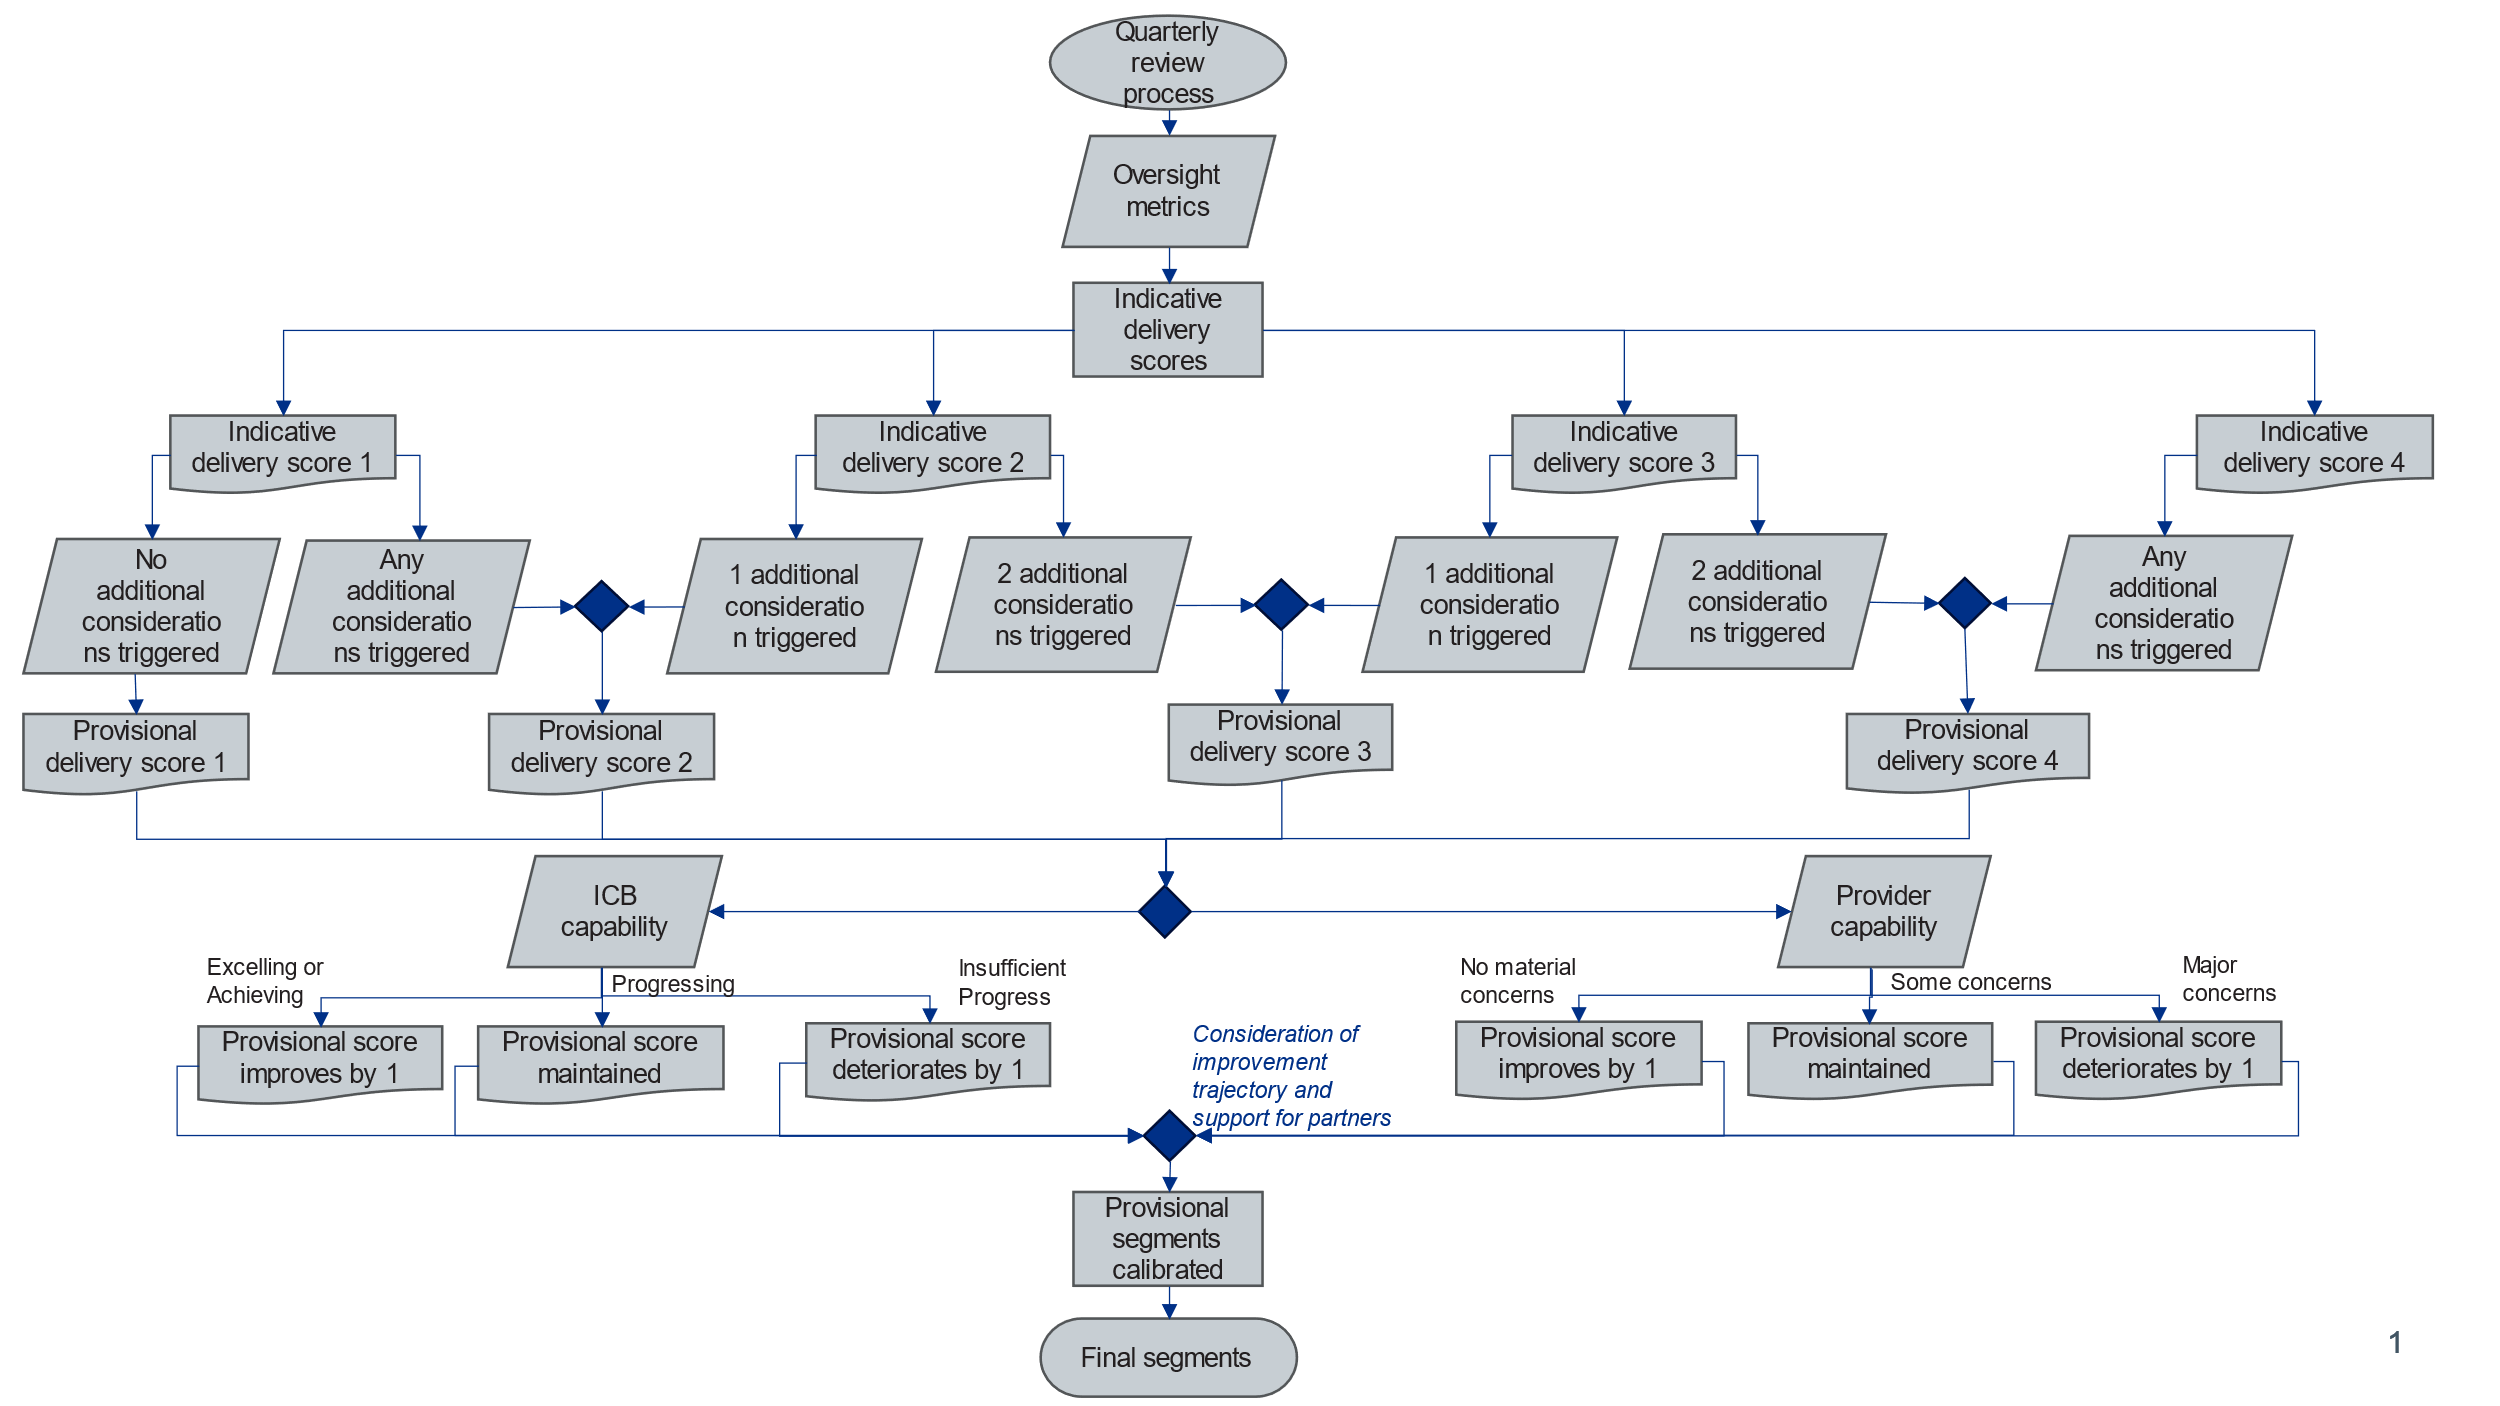 Quarterly
review
process
Oversight
metrics
Indicative
delivery
scores
Indicative
delivery score 1
Indicative
delivery score 2
Indicative
delivery score 3
Indicative
delivery score 4
No
additional
consideratio
ns triggered
Any
additional
consideratio
ns triggered
1 additional
consideratio
n triggered
2 additional
consideratio
ns triggered
1 additional
consideratio
n triggered
2 additional
consideratio
ns triggered
Any
additional
consideratio
ns triggered
Provisional
delivery score 1
Provisional
delivery score 2
Provisional
delivery score 3
Provisional
delivery score 4
ICB
capability
Provider
capability
Excelling or
Achieving
Progressing
Insufficient
Progress
No material
concerns
Some concerns
Major
concerns
Provisional score
improves by 1
Provisional score
maintained
Provisional score
deteriorates by 1
Consideration of
improvement
trajectory and
support for partners
Provisional score
improves by 1
Provisional score
maintained
Provisional score
deteriorates by 1
Provisional
segments
calibrated
Final segments
1